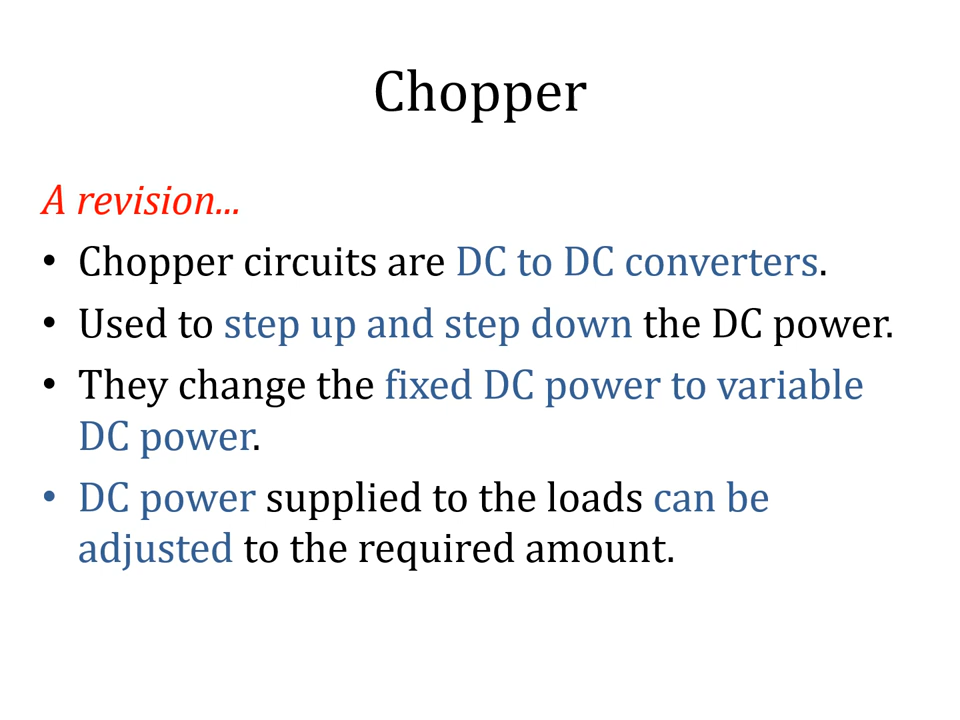 Chopper
A revision...
• Chopper circuits are DC to DC converters.
• Used to step up and step down the DC power.
• They change the fixed DC power to variable
DC power.
• DC power supplied to the loads can be
adjusted to the required amount.